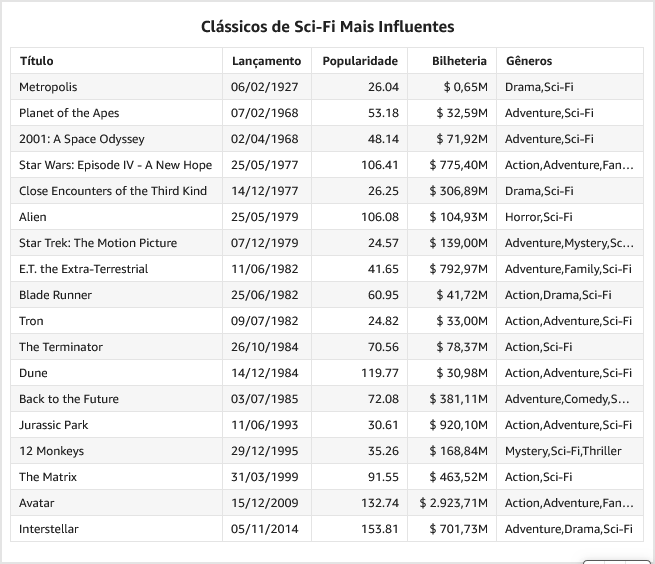 Clássicos de Sci-Fi Mais Influentes
Título Lançamento Popularidade Bilheteria Gêneros
Metropolis 06/02/1927 26.04 $ 0,65M Drama,Sci-Fi
Planet of the Apes 07/02/1968 53.18 $ 32,59M Adventure,Sci-Fi
2001: A Space Odyssey 02/04/1968 48.14 $ 71,92M Adventure,Sci-Fi
Star Wars: Episode IV - A New Hope 25/05/1977 106.41 $ 775,40M Action,Adventure,Fan...
Close Encounters of the Third Kind 14/12/1977 26.25 $ 306,89M Drama,Sci-Fi
Alien 25/05/1979 106.08 $ 104,93M Horror,Sci-Fi
Star Trek: The Motion Picture 07/12/1979 24.57 $ 139,00M Adventure,Mystery,Sc...
E.T. the Extra-Terrestrial 11/06/1982 41.65 $ 792,97M Adventure,Family,Sci-Fi
Blade Runner 25/06/1982 60.95 $ 41,72M Action,Drama,Sci-Fi
Tron 09/07/1982 24.82 $ 33,00M Action,Adventure,Sci-Fi
The Terminator 26/10/1984 70.56 $ 78,37M Action,Sci-Fi
Dune 14/12/1984 119.77 $ 30,98M Action,Adventure,Sci-Fi
Back to the Future 03/07/1985 72.08 $ 381,11M Adventure,Comedy,S...
Jurassic Park 11/06/1993 30.61 $ 920,10M Action,Adventure,Sci-Fi
12 Monkeys 29/12/1995 35.26 $ 168,84M Mystery,Sci-Fi,Thriller
The Matrix 31/03/1999 91.55 $ 463,52M Action,Sci-Fi
Avatar 15/12/2009 132.74 $ 2.923,71M Action,Adventure,Fan...
Interstellar 05/11/2014 153.81 $ 701,73M Adventure,Drama,Sci-Fi